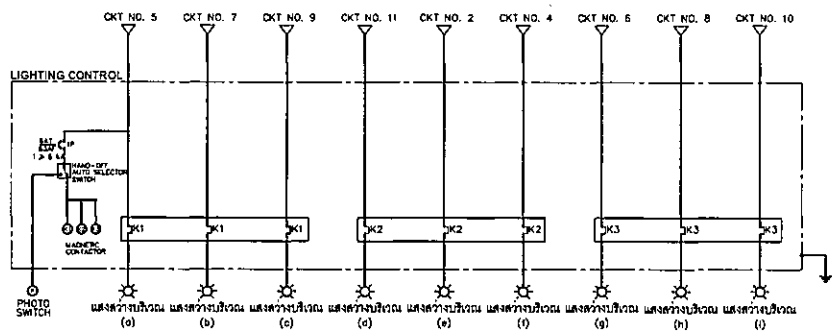 CKT NO. 5
CKT NO. 7
CKT NO. 9
CKT NO. 11
CKT NO. 2
CKT NO. 4
CKT NO. 6
CKT NO. 8
CKT NO. 10
LIGHTING CONTROL
1P
HAND-OFF
AUTO SELECTOR
SWITCH
K1
K1
K1
K2
K2
K2
K3
K3
K3
MAGNETIC
CONTACTOR
PHOTO
SWITCH
แสงสว่างบริเวณ
(a)
แสงสว่างบริเวณ
(b)
แสงสว่างบริเวณ
(c)
แสงสว่างบริเวณ
(d)
แสงสว่างบริเวณ
(e)
แสงสว่างบริเวณ
(f)
แสงสว่างบริเวณ
(g)
แสงสว่างบริเวณ
(h)
แสงสว่างบริเวณ
(i)